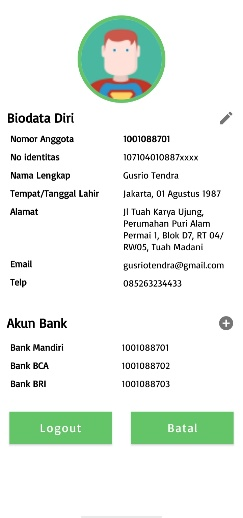 Biodata Diri
Nomor Anggota 1001088701
No identitas 107104010887xxxx
Nama Lengkap Gusrio Tendra
Tempat/Tanggal Lahir Jakarta, 01 Agustus 1987
Alamat Jl Tuah Karya Ujung,
Perumahan Puri Alam
Permai 1, Blok D7, RT 04/
RW05, Tuah Madani
Email gusriotendra@gmail.com
Telp 085263234433
Akun Bank
Bank Mandiri 1001088701
Bank BCA 1001088702
Bank BRI 1001088703
Logout Batal